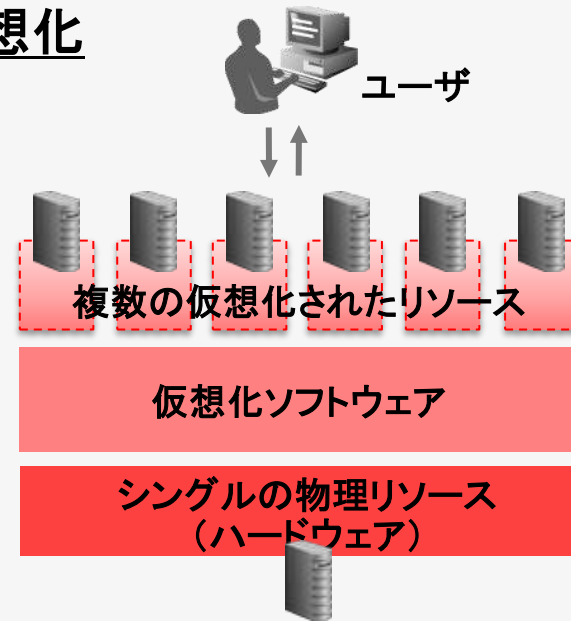 想化
ユーザ
複数の仮想化されたリソース
仮想化ソフトウェア
シングルの物理リソース
（ハードウェア）